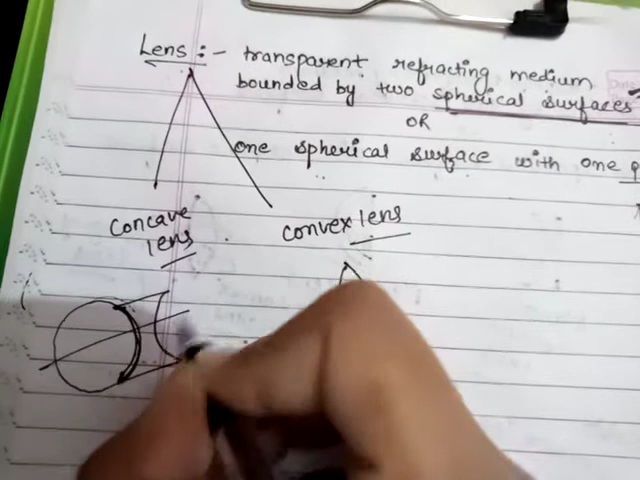 Lens :- transparent refracting medium
bounded by two spherical surfaces
OR
one spherical surface with one
Concave
lens
convex lens